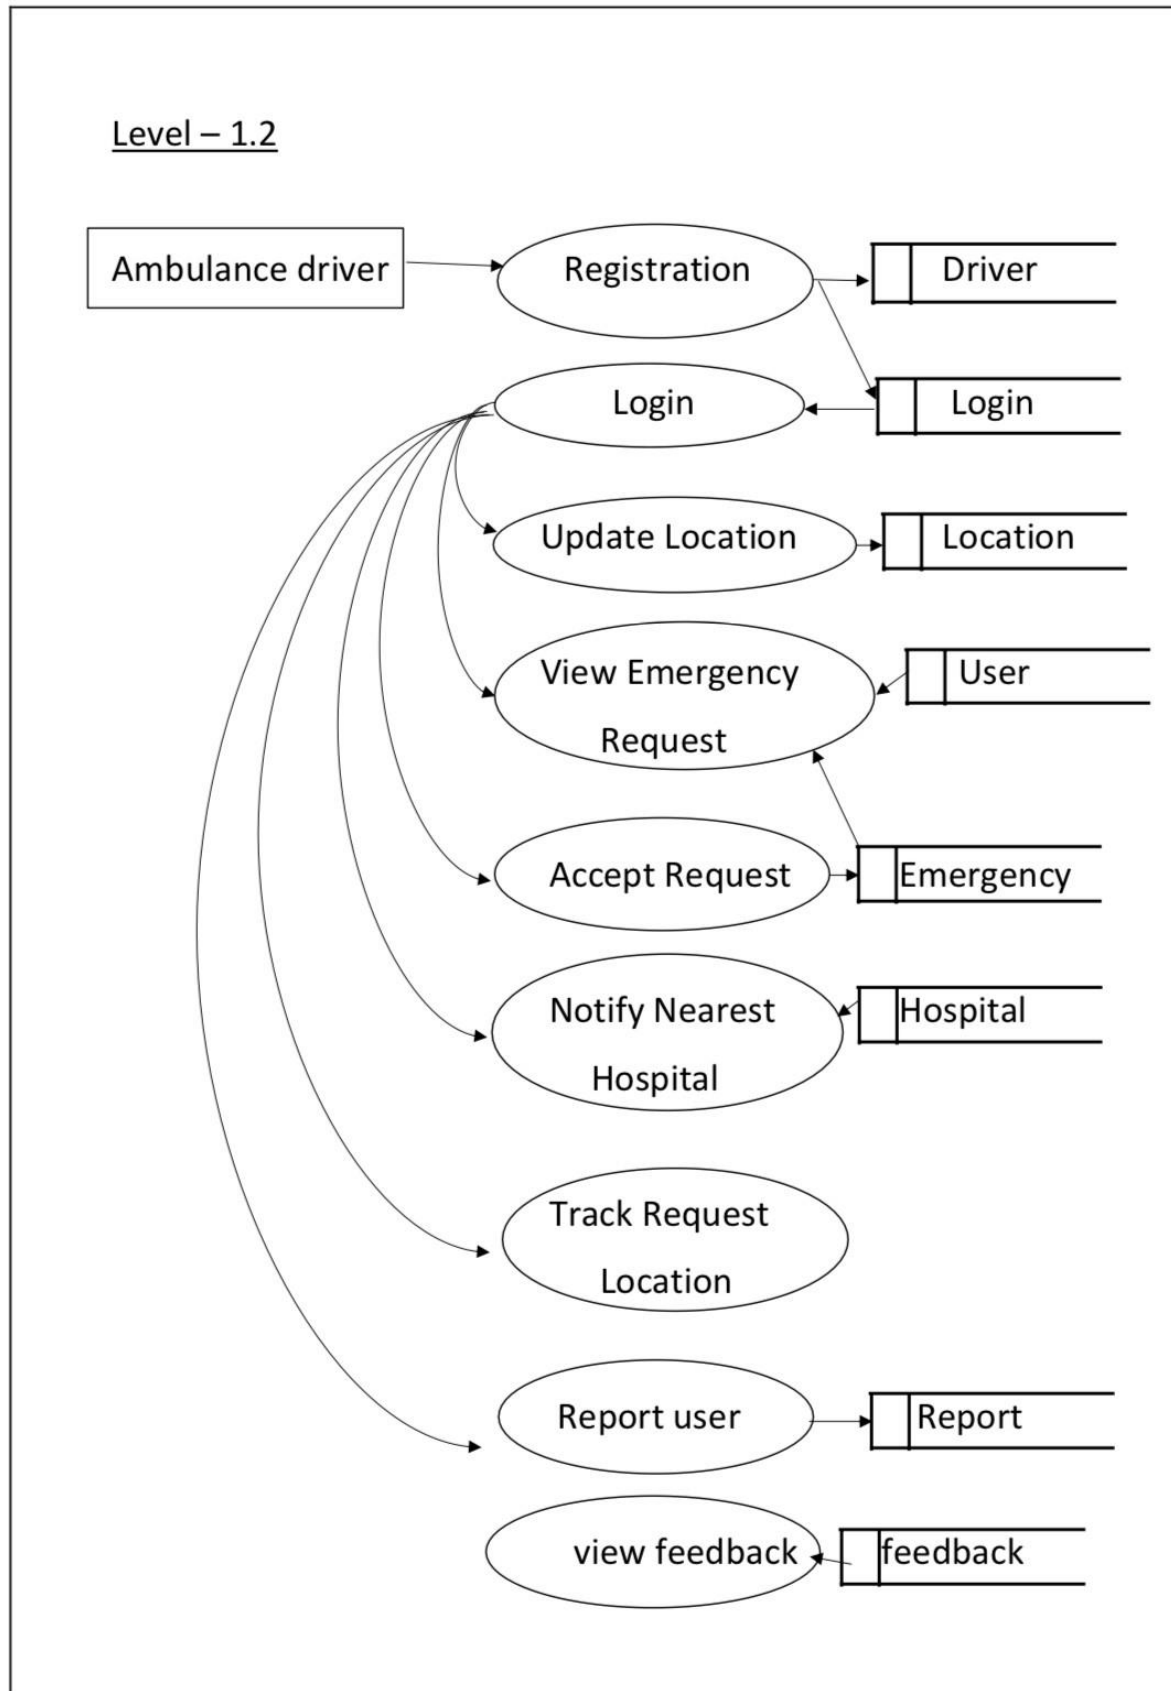 Level – 1.2
Ambulance driver
Registration
Driver
Login
Login
Update Location
Location
View Emergency
Request
User
Accept Request
Emergency
Notify Nearest
Hospital
Hospital
Track Request
Location
Report user
Report
view feedback
feedback